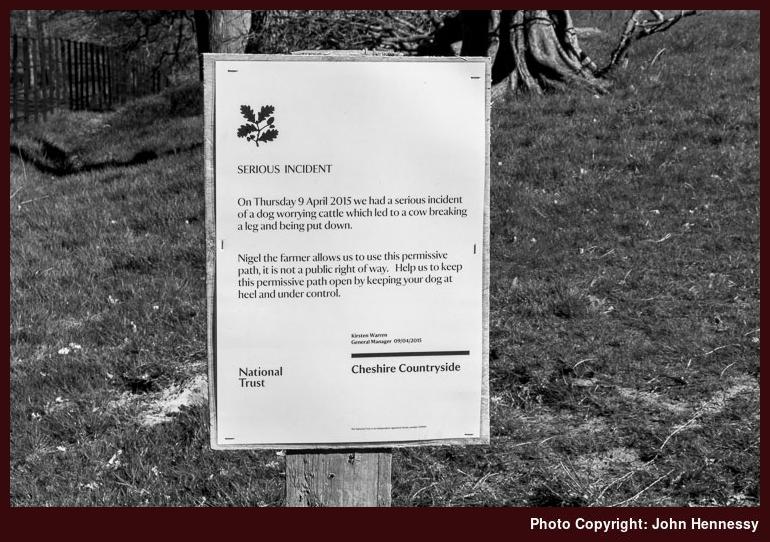 SERIOUS INCIDENT
On Thursday 9 April 2015 we had a serious incident
of a dog worrying cattle which led to a cow breaking
a leg and being put down.
Nigel the farmer allows us to use this permissive
path, it is not a public right of way. Help us to keep
this permissive path open by keeping your dog at
heel and under control.
Kirsten Warren
General Manager 09/04/2015
National
Trust
Cheshire Countryside
Photo Copyright: John Hennessy